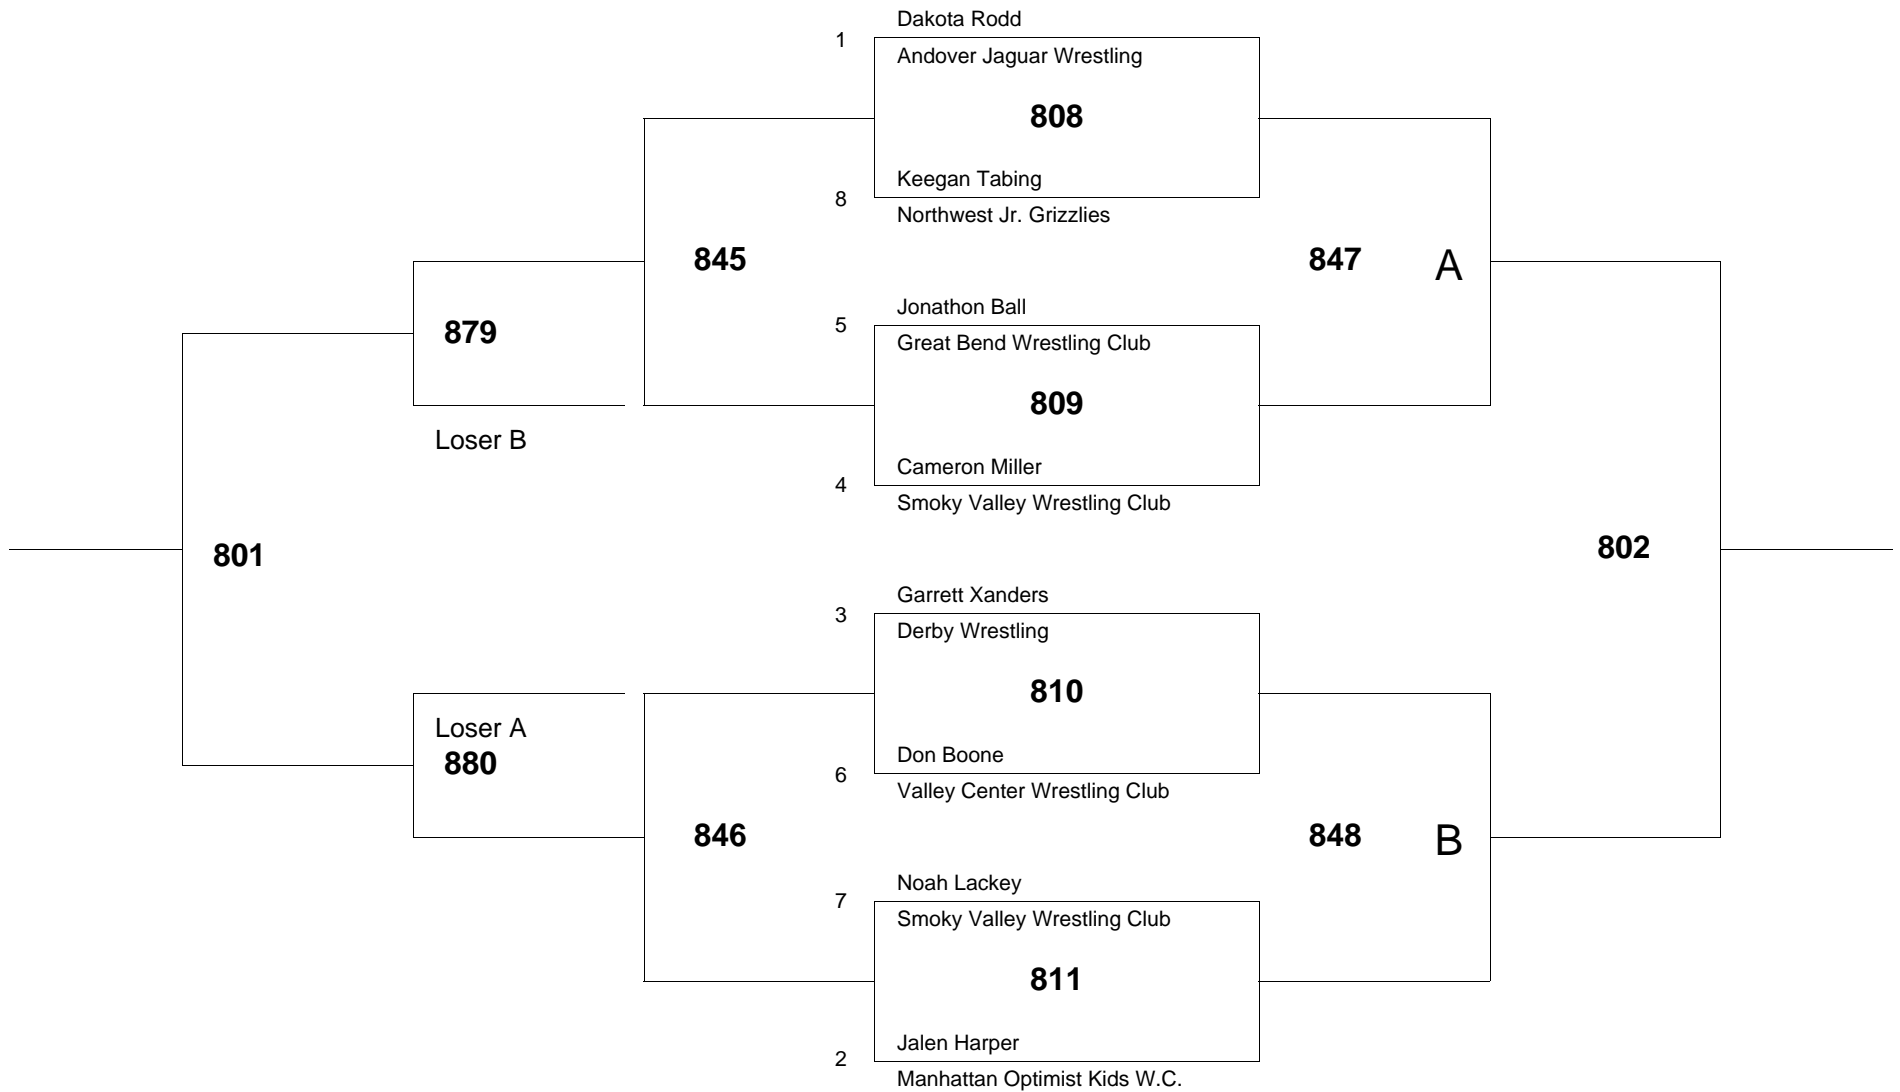 Dakota Rodd
1
Andover Jaguar Wrestling
808
Keegan Tabing
8
Northwest Jr. Grizzlies
845
847
A
Jonathon Ball
5
879
Great Bend Wrestling Club
809
Loser B
Cameron Miller
4
Smoky Valley Wrestling Club
801
802
Garrett Xanders
3
Derby Wrestling
810
Loser A
880
Don Boone
6
Valley Center Wrestling Club
846
848
B
Noah Lackey
7
Smoky Valley Wrestling Club
811
Jalen Harper
2
Manhattan Optimist Kids W.C.